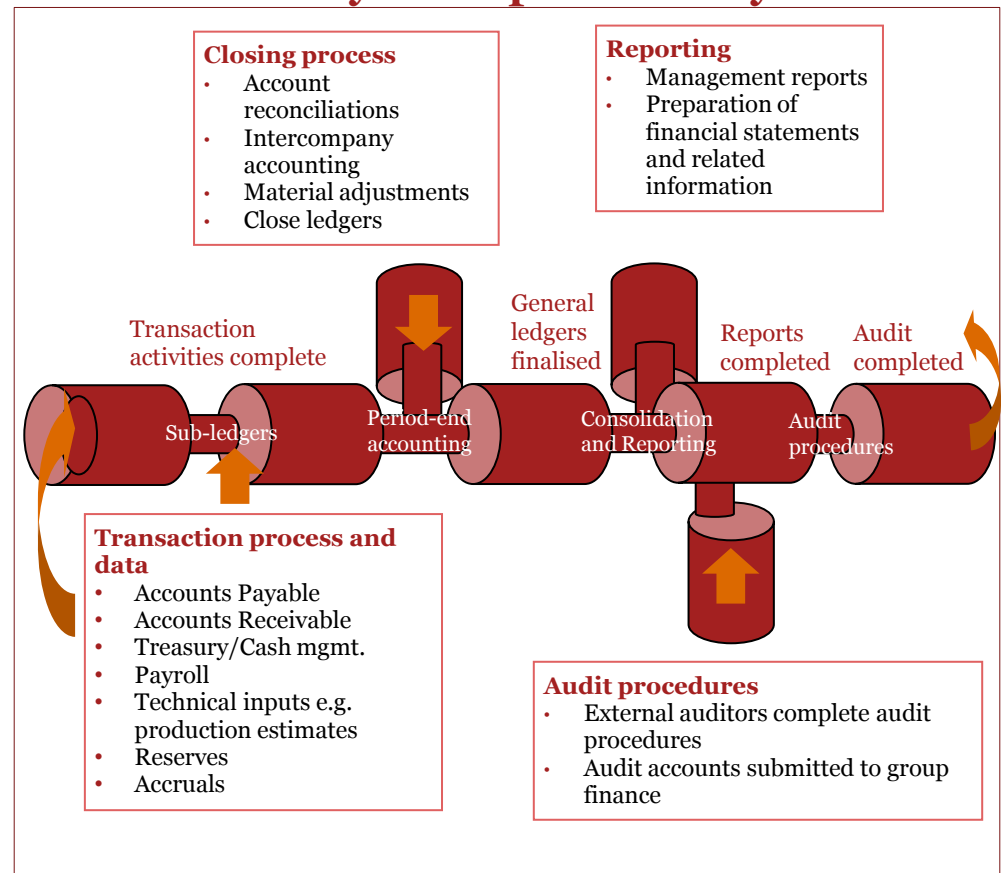 Closing process
• Account
reconciliations
• Intercompany
accounting
• Material adjustments
• Close ledgers
Reporting
• Management reports
• Preparation of
financial statements
and related
information
Transaction
activities complete
General
ledgers
finalised
Reports
completed
Audit
completed
Sub-ledgers
Period-end
accounting
Consolidation
and Reporting
Audit
procedures
Transaction process and
data
• Accounts Payable
• Accounts Receivable
• Treasury/Cash mgmt.
• Payroll
• Technical inputs e.g.
production estimates
• Reserves
• Accruals
Audit procedures
• External auditors complete audit
procedures
• Audit accounts submitted to group
finance